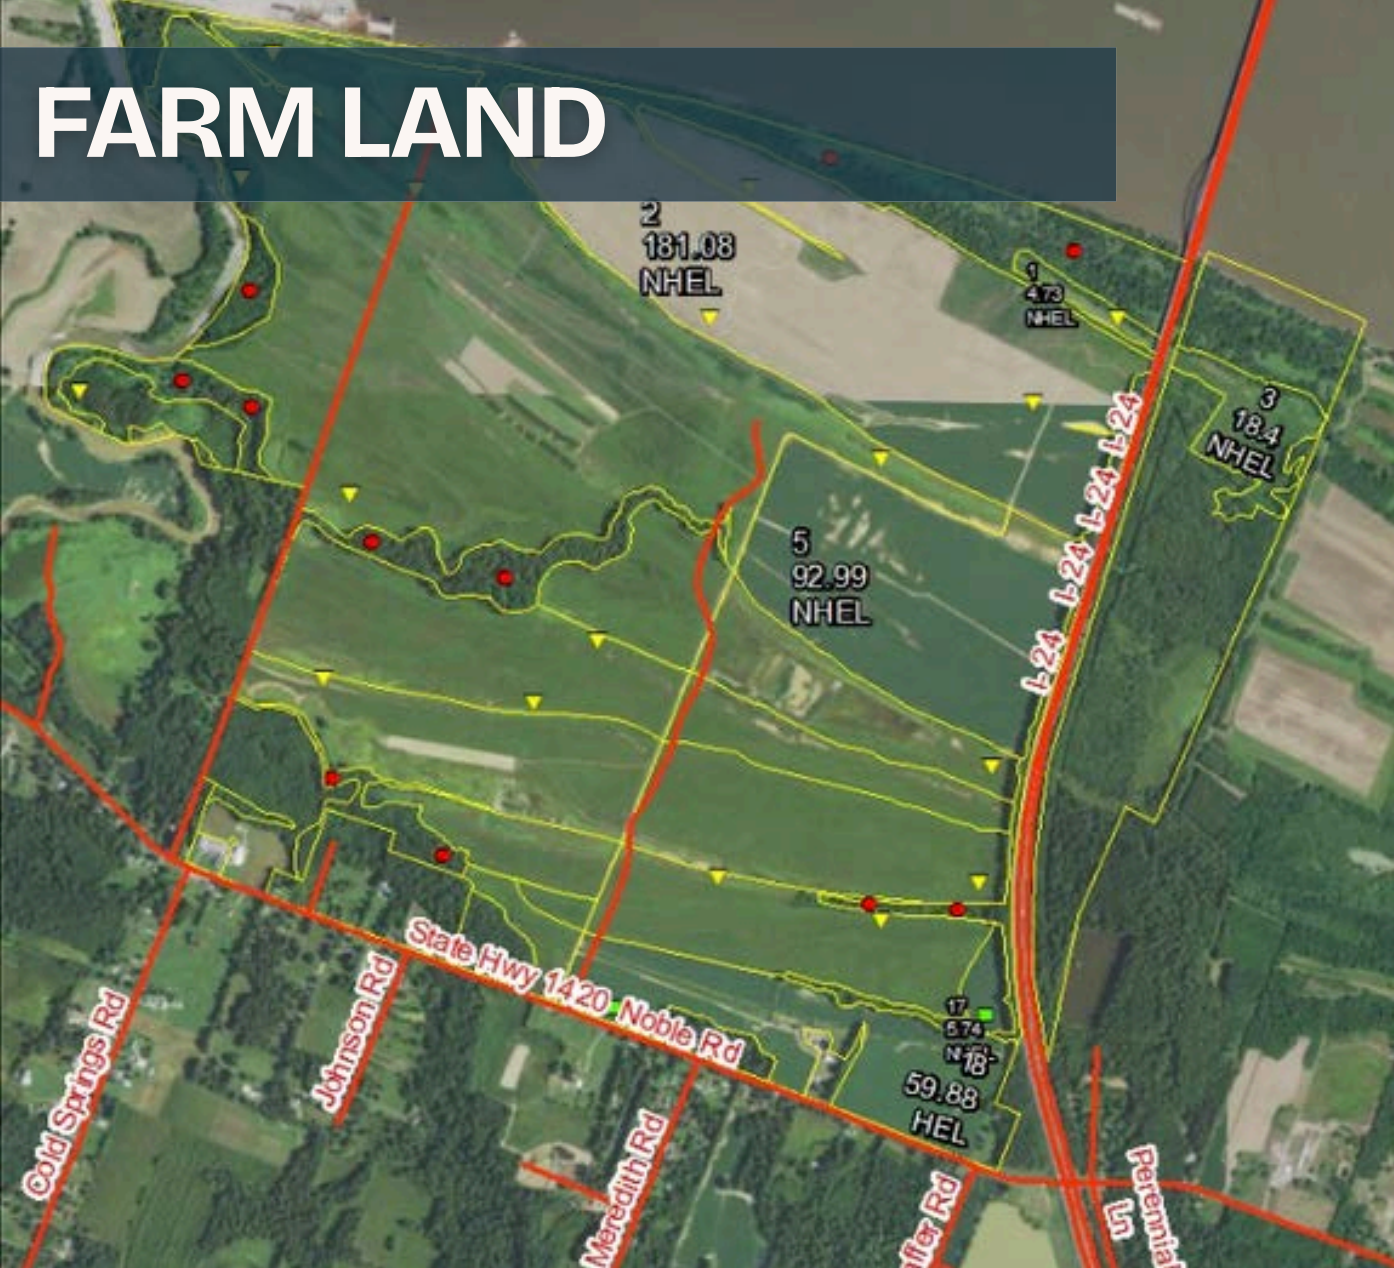 FARM LAND
2
181.08
NHEL
1
4.73
NHEL
3
18.4
NHEL
I-24
I-24
I-24
I-24
5
92.99
NHEL
State Hwy 1420 Noble Rd
17
5.74
18
59.88
HEL
Cold Springs Rd
Johnson Rd
Meredith Rd
Rd
Perennial
Ln